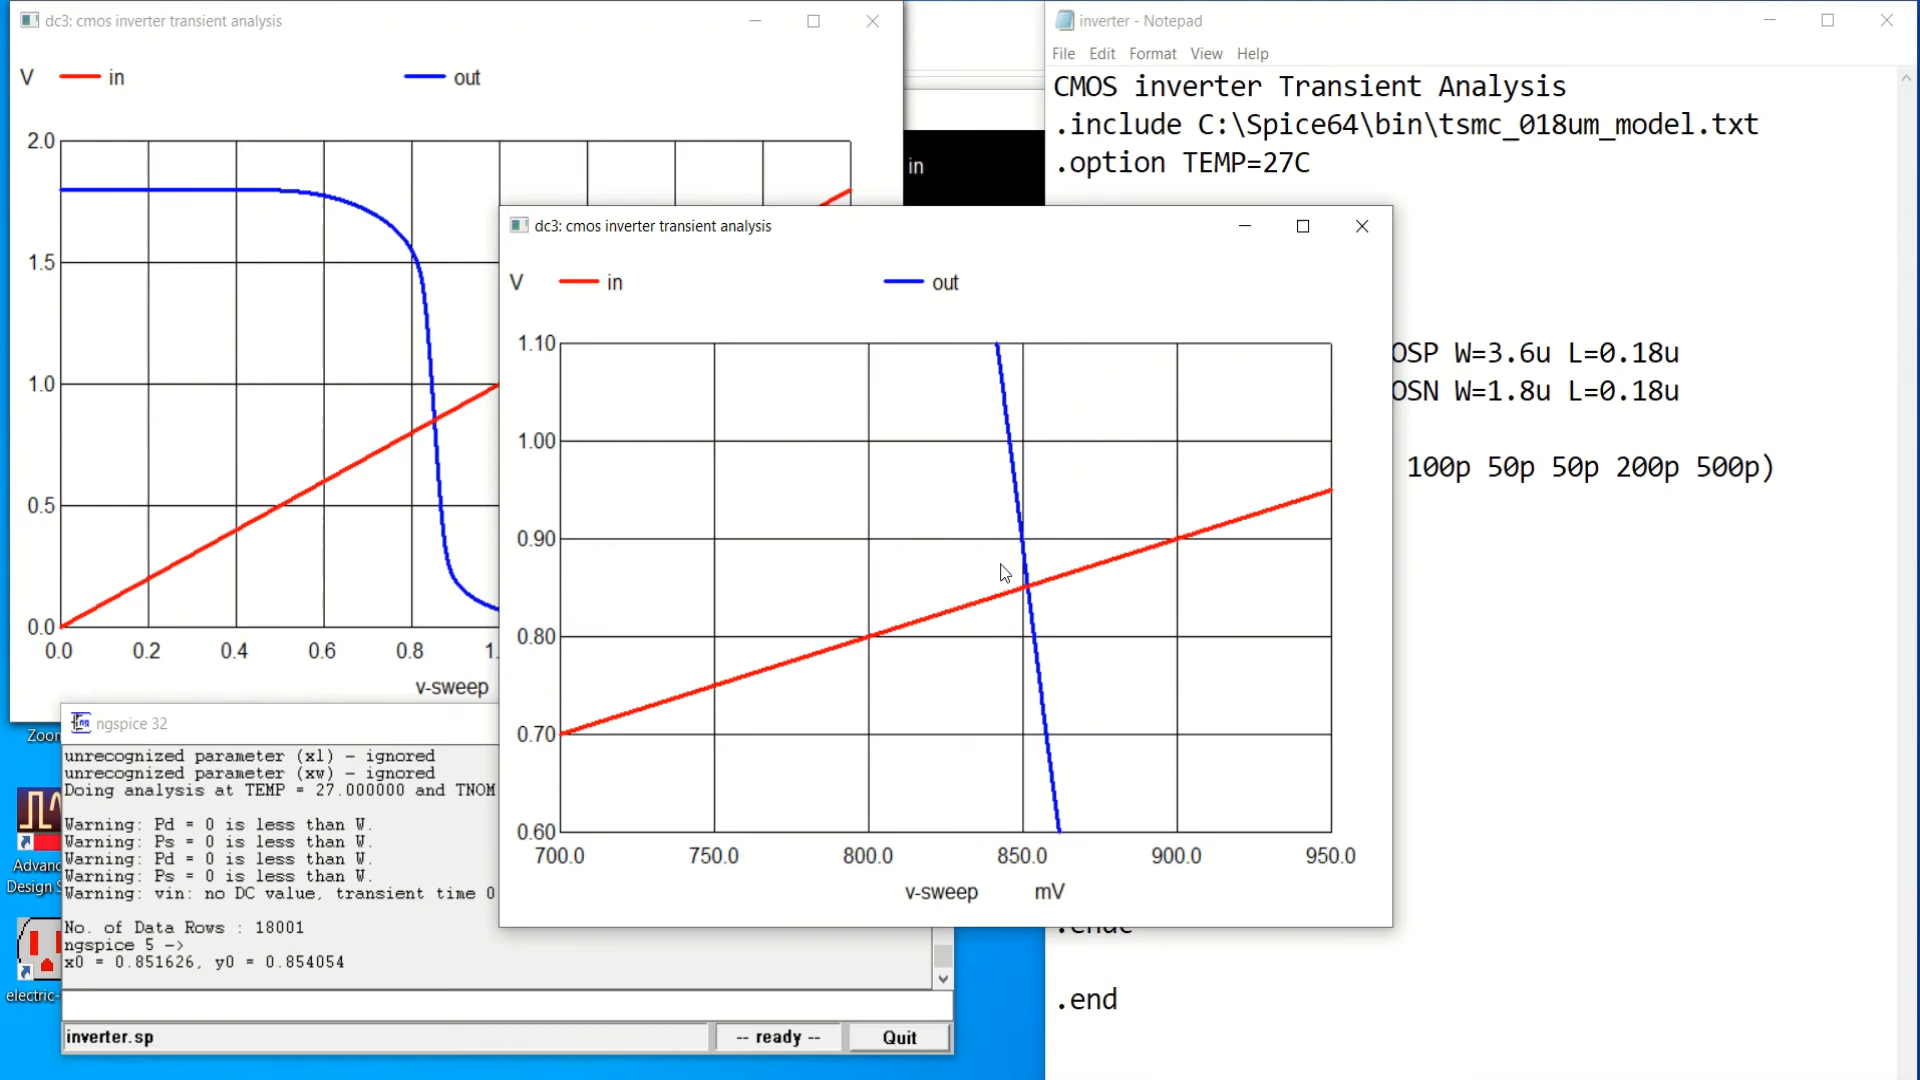 dc3: cmos inverter transient analysis
V in out
2.0
1.5
1.0
0.5
0.0
0.0 0.2 0.4 0.6 0.8 1.
v-sweep
in
inverter - Notepad
File Edit Format View Help
CMOS inverter Transient Analysis
.include C:\Spice64\bin\tsmc_018um_model.txt
.option TEMP=27C
OSP W=3.6u L=0.18u
OSN W=1.8u L=0.18u
100p 50p 50p 200p 500p)
.endc
.end
dc3: cmos inverter transient analysis
V in out
1.10
1.00
0.90
0.80
0.70
0.60
700.0 750.0 800.0 850.0 900.0 950.0
v-sweep mV
Zoom
Advanc
Design S
electric-
ngspice 32
unrecognized parameter (xl) - ignored
unrecognized parameter (xw) - ignored
Doing analysis at TEMP = 27.000000 and TNOM
Warning: Pd = 0 is less than W.
Warning: Ps = 0 is less than W.
Warning: Pd = 0 is less than W.
Warning: Ps = 0 is less than W.
Warning: vin: no DC value, transient time 0
No. of Data Rows : 18001
ngspice 5 ->
x0 = 0.851626, y0 = 0.854054
inverter.sp -- ready -- Quit